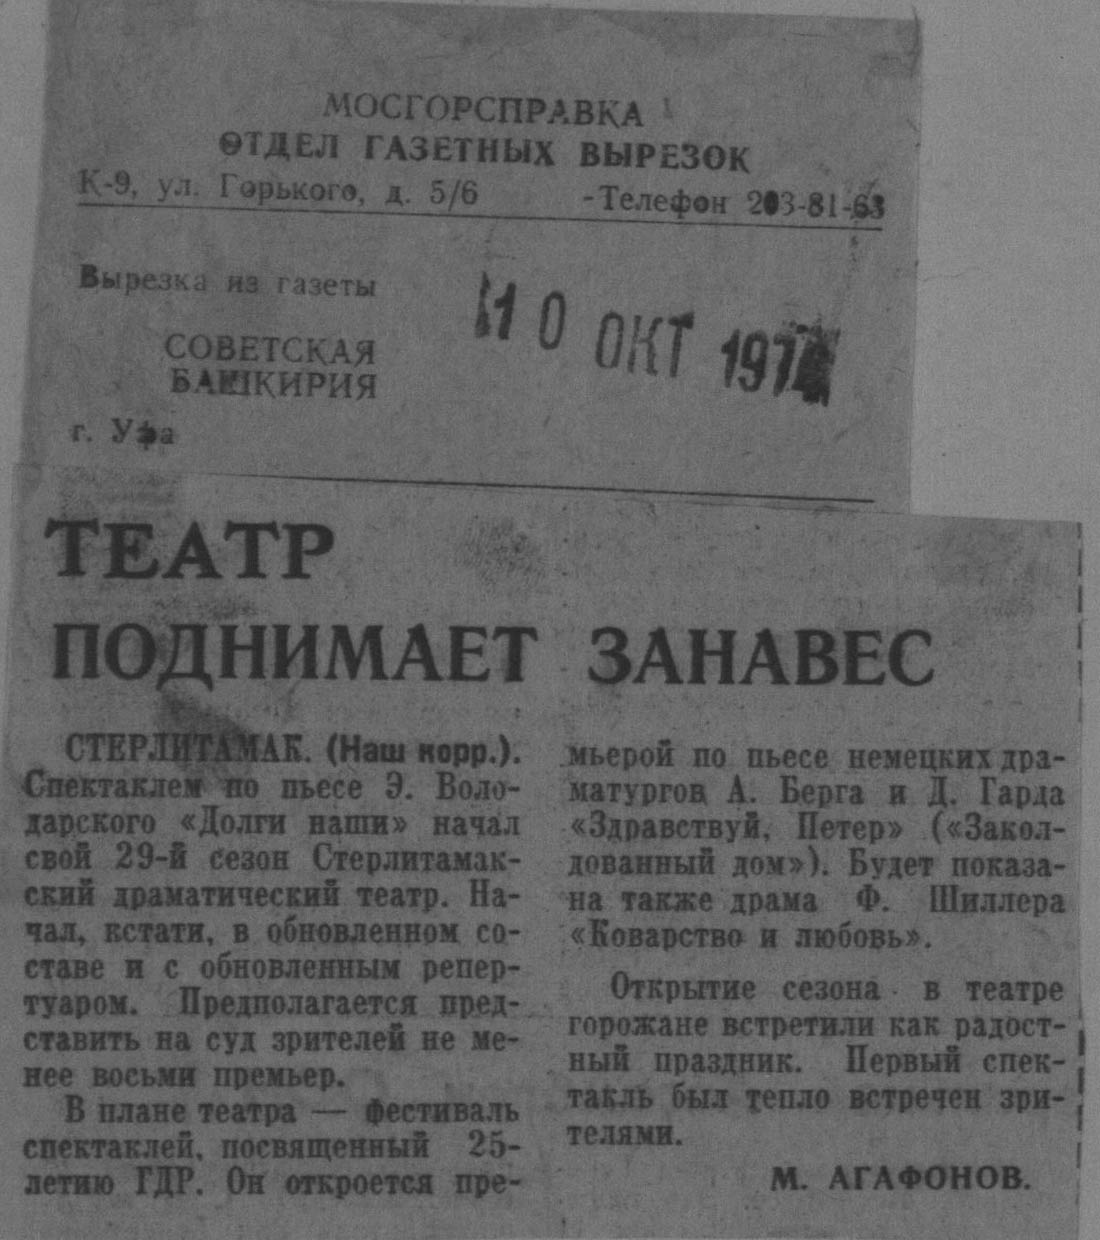 МОСГОРСПРАВКА
ОТДЕЛ ГАЗЕТНЫХ ВЫРЕЗОК
К-9, ул. Горького, д. 5/6 -Телефон 203-81-63
Вырезка из газеты
СОВЕТСКАЯ
БАШКИРИЯ
г. Уфа
10 ОКТ 1974
ТЕАТР
ПОДНИМАЕТ ЗАНАВЕС
СТЕРЛИТАМАК. (Наш корр.).
Спектаклем по пьесе Э. Воло-
дарского «Долги наши» начал
свой 29-й сезон Стерлитамак-
ский драматический театр. На-
чал, кстати, в обновленном со-
ставе и с обновленным репер-
туаром. Предполагается пред-
ставить на суд зрителей не ме-
нее восьми премьер.
В плане театра — фестиваль
спектаклей, посвященный 25-
летию ГДР. Он откроется пре-
мьерой по пьесе немецких дра-
матургов А. Берга и Д. Гарда
«Здравствуй, Петер» («Закол-
дованный дом»). Будет показа-
на также драма Ф. Шиллера
«Коварство и любовь».
Открытие сезона в театре
горожане встретили как радост-
ный праздник. Первый спек-
такль был тепло встречен зри-
телями.
М. АГАФОНОВ.